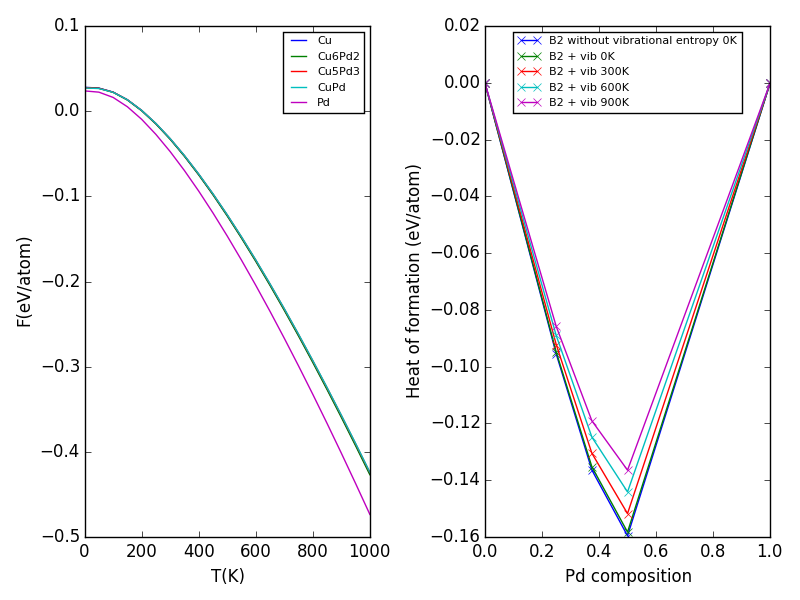 0.1
0.0
−0.1
−0.2
−0.3
−0.4
−0.5
F(eV/atom)
0
200
400
600
800
1000
T(K)
Cu
Cu6Pd2
Cu5Pd3
CuPd
Pd
0.02
0.00
−0.02
−0.04
−0.06
−0.08
−0.10
−0.12
−0.14
−0.16
Heat of formation (eV/atom)
0.0
0.2
0.4
0.6
0.8
1.0
Pd composition
B2 without vibrational entropy 0K
B2 + vib 0K
B2 + vib 300K
B2 + vib 600K
B2 + vib 900K